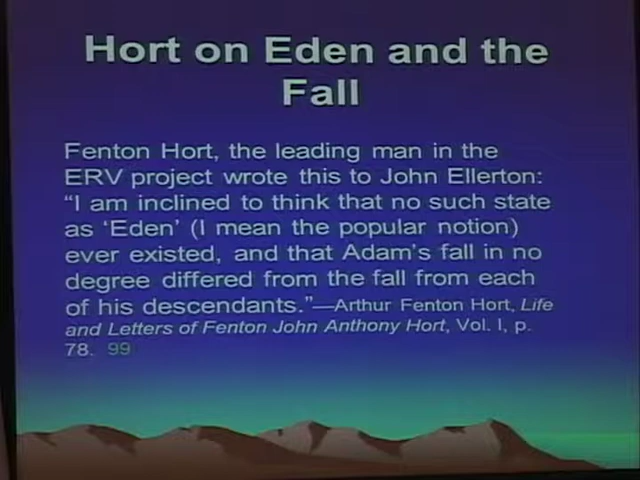 Hort on Eden and the
Fall
Fenton Hort, the leading man in the
ERV project wrote this to John Ellerton:
“I am inclined to think that no such state
as ‘Eden’ (I mean the popular notion)
ever existed, and that Adam’s fall in no
degree differed from the fall from each
of his descendants.”—Arthur Fenton Hort, Life
and Letters of Fenton John Anthony Hort, Vol. I, p.
78. 99